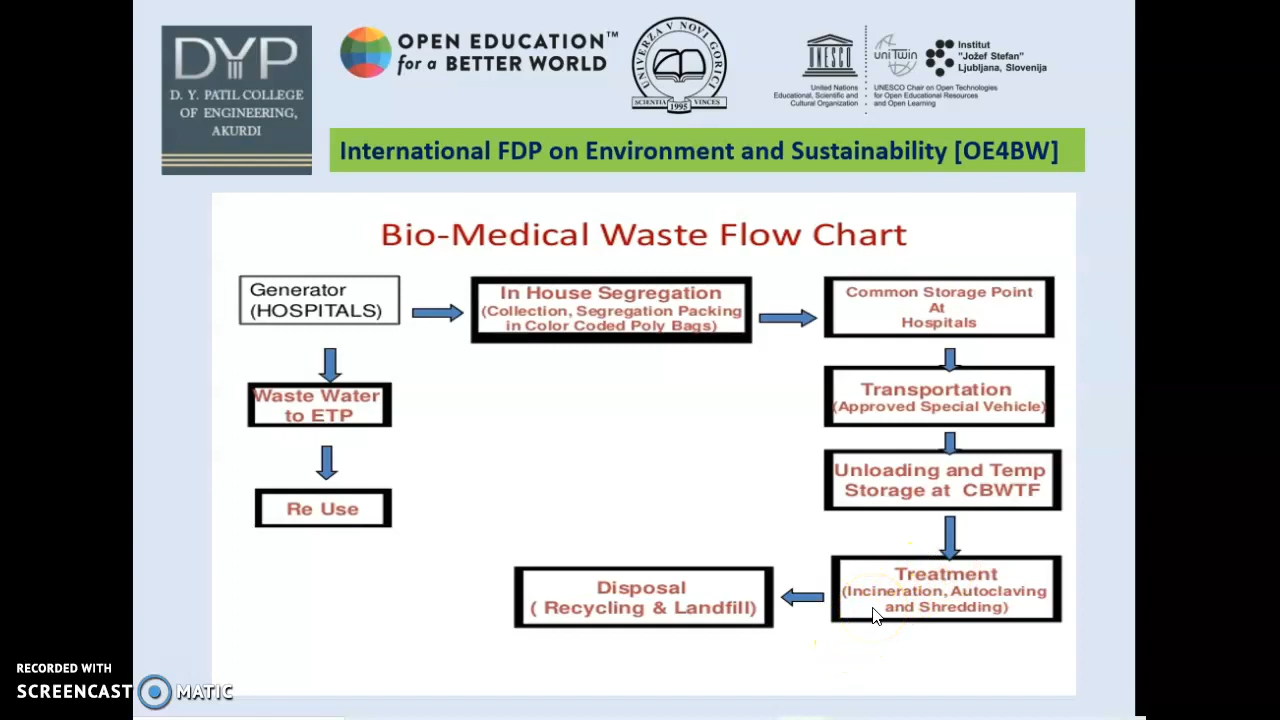 DYP
D. Y. PATIL COLLEGE
OF ENGINEERING,
AKURDI
OPEN EDUCATION™
for a BETTER WORLD
UNIVERZA V NOVI GORICI
SCIENTIA VINCES
1995
UNESCO
United Nations
Educational, Scientific and
Cultural Organization
uniTwin
Institut
"Jožef Stefan"
Ljubljana, Slovenija
UNESCO Chair on Open Technologies
for Open Educational Resources
and Open Learning
International FDP on Environment and Sustainability [OE4BW]
Bio-Medical Waste Flow Chart
Generator
(HOSPITALS)
In House Segregation
(Collection, Segregation Packing
in Color Coded Poly Bags)
Common Storage Point
At
Hospitals
Waste Water
to ETP
Transportation
(Approved Special Vehicle)
Unloading and Temp
Storage at CBWTF
Re Use
Treatment
(Incineration, Autoclaving
and Shredding)
Disposal
( Recycling & Landfill)
RECORDED WITH
SCREENCAST MATIC